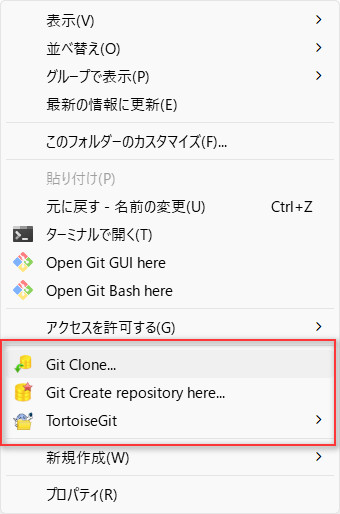 表示(V)
並べ替え(O)
グループで表示(P)
最新の情報に更新(E)
このフォルダーのカスタマイズ(F)...
貼り付け(P)
元に戻す - 名前の変更(U) Ctrl+Z
ターミナルで開く(T)
Open Git GUI here
Open Git Bash here
アクセスを許可する(G)
Git Clone...
Git Create repository here...
TortoiseGit
新規作成(W)
プロパティ(R)